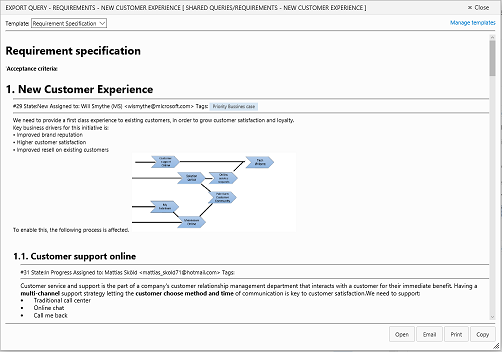 EXPORT QUERY - REQUIREMENTS - NEW CUSTOMER EXPERIENCE [ SHARED QUERIES/REQUIREMENTS - NEW CUSTOMER EXPERIENCE ]
× Close
Template: Requirement Specification
Manage templates
Requirement specification
Acceptance criteria:
1. New Customer Experience
#29 State:New Assigned to: Will Smythe (MS) <wismythe@microsoft.com> Tags: Priority Bussines case
We need to provide a first class experience to existing customers, in order to grow customer satisfaction and loyality.
Key business drivers for this initiative is:
• Improved brand reputation
• Higher customer satisfaction
• Improved resell on existing customers
To enable this, the following process is affected.
1.1. Customer support online
#31 State:In Progress Assigned to: Mattias Sköld <mattias_skold71@hotmail.com> Tags:
Customer service and support is the part of a company's customer relationship management department that interacts with a customer for their immediate benefit. Having a
multi-channel support strategy letting the customer choose method and time of communication is key to customer satisfaction.We need to support:
• Traditional call center
• Online chat
• Call me back
Open
Email
Print
Copy